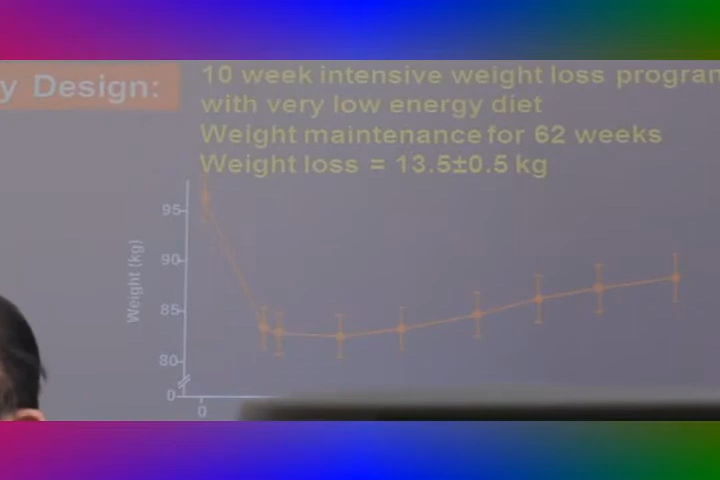 y Design:
10 week intensive weight loss program
with very low energy diet
Weight maintenance for 62 weeks
Weight loss = 13.5±0.5 kg
95
90
85
80
0
Weight (kg)
0